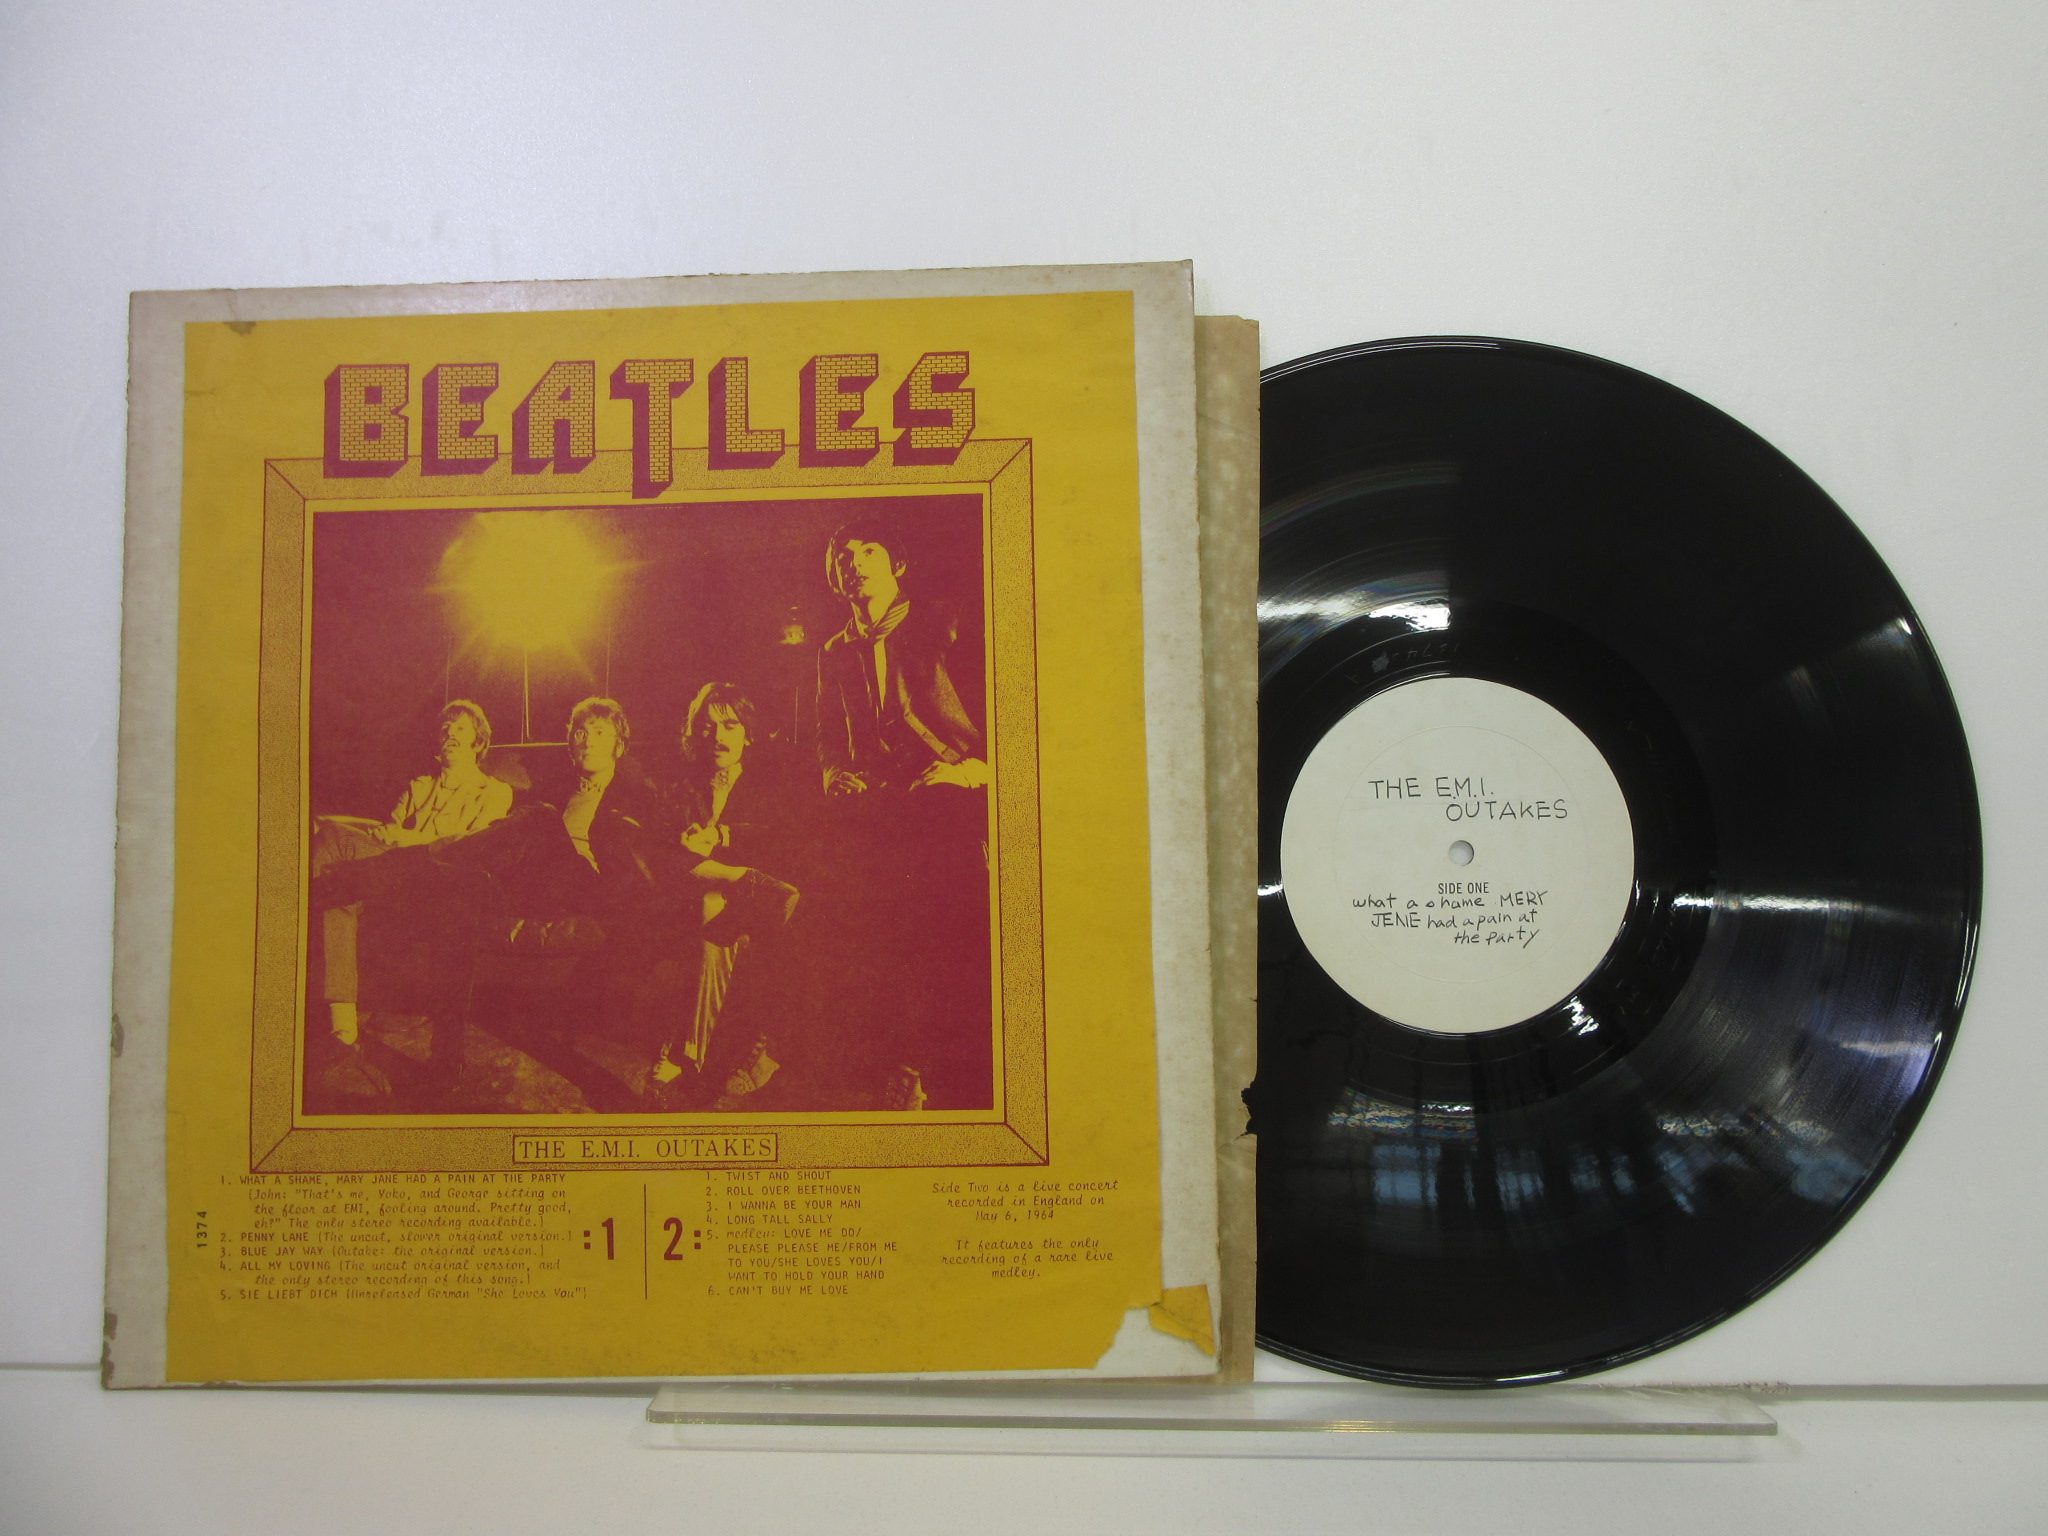 BEATLES
THE E.M.I. OUTAKES
1. WHAT A SHAME, MARY JANE HAD A PAIN AT THE PARTY
(John: "That's me, Yoko, and George sitting on
the floor at EMI, fooling around. Pretty good,
eh?" The only stereo recording available.)
2. PENNY LANE (The uncut, slower original version.)
3. BLUE JAY WAY (Outake: the original version.)
4. ALL MY LOVING (The uncut original version, and
the only stereo recording of this song.)
5. SIE LIEBT DICH (Unreleased German "She Loves You")
:1
2:
1. TWIST AND SHOUT
2. ROLL OVER BEETHOVEN
3. I WANNA BE YOUR MAN
4. LONG TALL SALLY
5. medley: LOVE ME DO/
PLEASE PLEASE ME/FROM ME
TO YOU/SHE LOVES YOU/I
WANT TO HOLD YOUR HAND
6. CAN'T BUY ME LOVE
Side Two is a live concert
recorded in England on
May 6, 1964
It features the only
recording of a rare live
medley.
1374
THE E.M.I.
OUTAKES
SIDE ONE
what a shame MERY
JENE had a pain at
the party